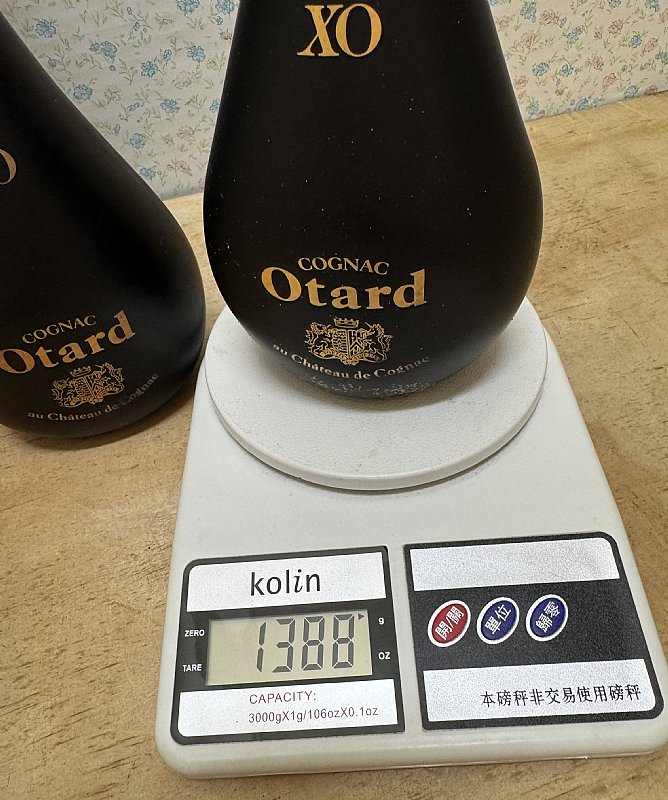 XO
COGNAC
Otard
au Château de Cognac
COGNAC
Otard
au Château de Cognac
kolin
ZERO
TARE
1388
g
OZ
CAPACITY:
3000gX1g/106ozX0.1oz
開/關
單位
歸零
本磅秤非交易使用磅秤